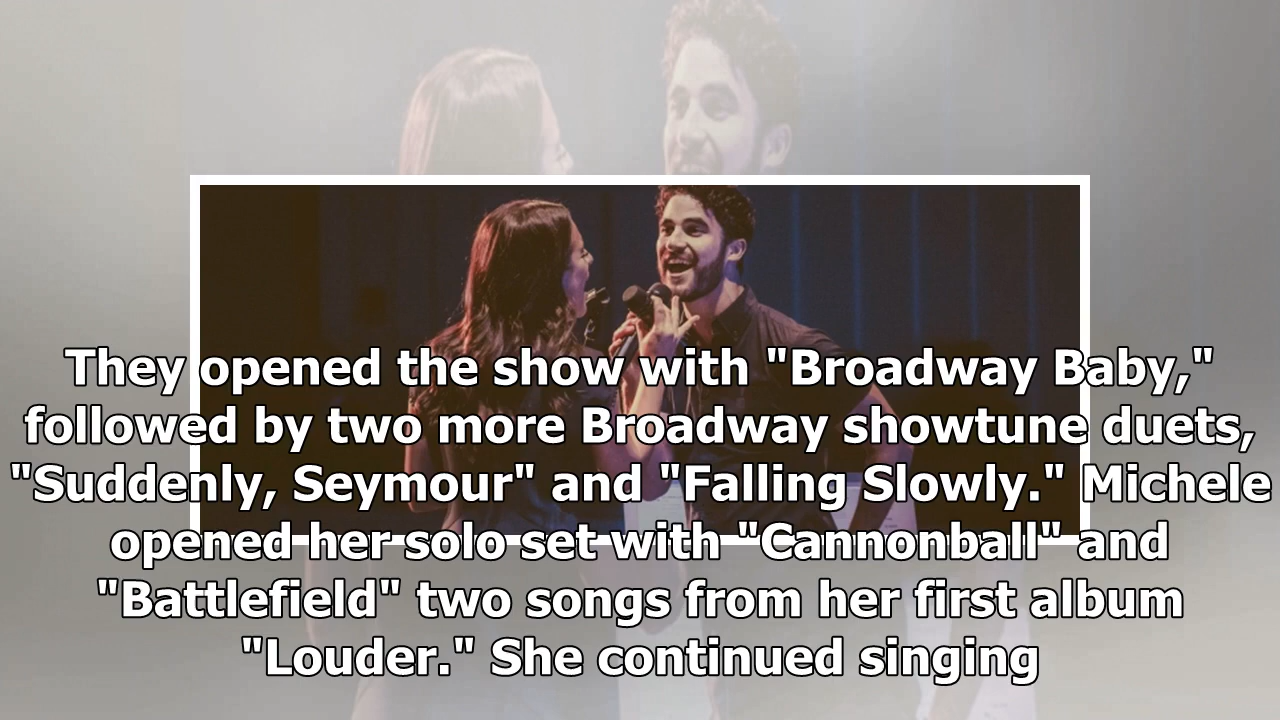 They opened the show with "Broadway Baby,"
followed by two more Broadway showtune duets,
"Suddenly, Seymour" and "Falling Slowly." Michele
opened her solo set with "Cannonball" and
"Battlefield" two songs from her first album
"Louder." She continued singing